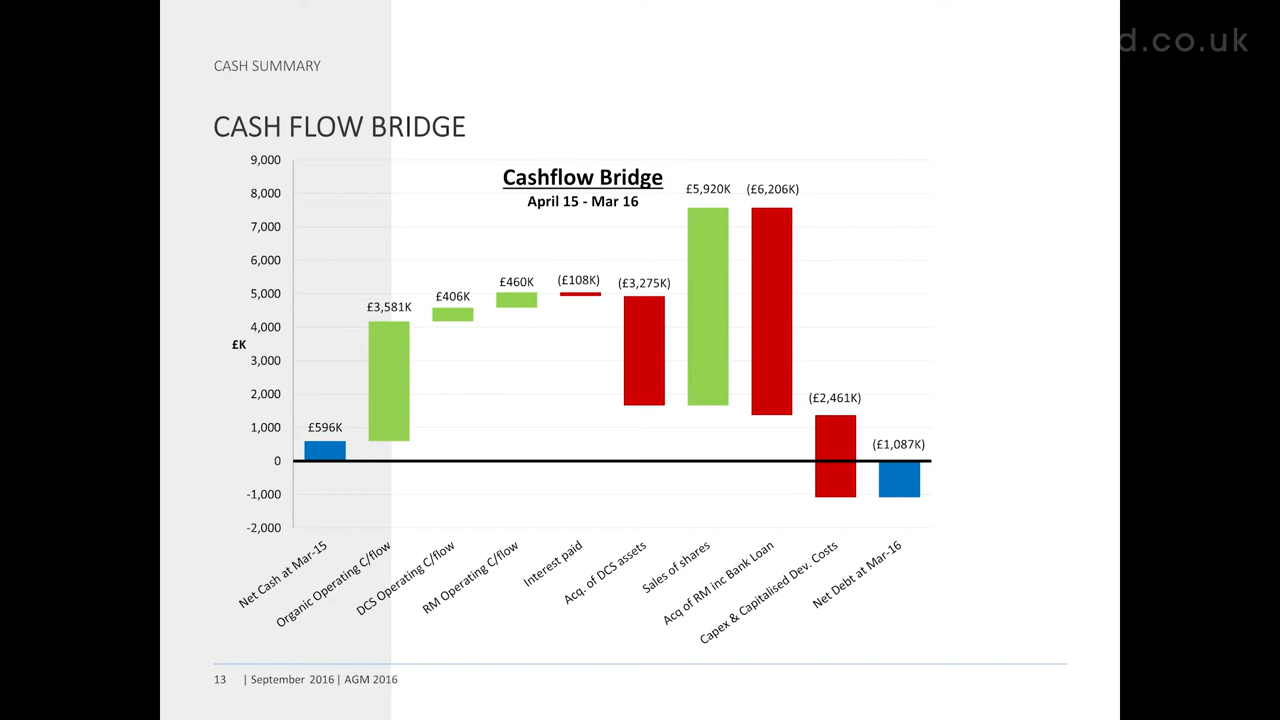 d.co.uk
CASH SUMMARY
CASH FLOW BRIDGE
Cashflow Bridge
April 15 - Mar 16
£K
9,000
8,000
7,000
6,000
5,000
4,000
3,000
2,000
1,000
0
-1,000
-2,000
£596K
£3,581K
£406K
£460K
(£108K)
(£3,275K)
£5,920K
(£6,206K)
(£2,461K)
(£1,087K)
Net Cash at Mar-15
Organic Operating C/flow
DCS Operating C/flow
RM Operating C/flow
Interest paid
Acq. of DCS assets
Sales of shares
Acq of RM inc Bank Loan
Capex & Capitalised Dev. Costs
Net Debt at Mar-16
13 | September 2016 | AGM 2016